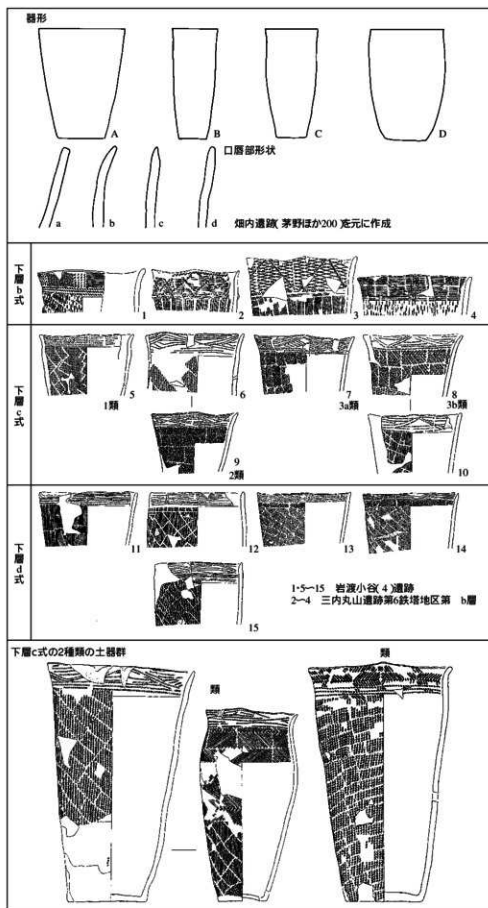 器形
A
B
C
D
口唇部形状
a
b
c
d
畑内遺跡(茅野ほか200)を元に作成
下層b式
1
2
3
4
下層c式
5
1類
6
7
3a類
8
3b類
9
2類
10
下層d式
11
12
13
14
15
1・5〜15 岩渡小谷(4)遺跡
2〜4 三内丸山遺跡第6鉄塔地区第 b層
下層c式の2種類の土器群
類
類